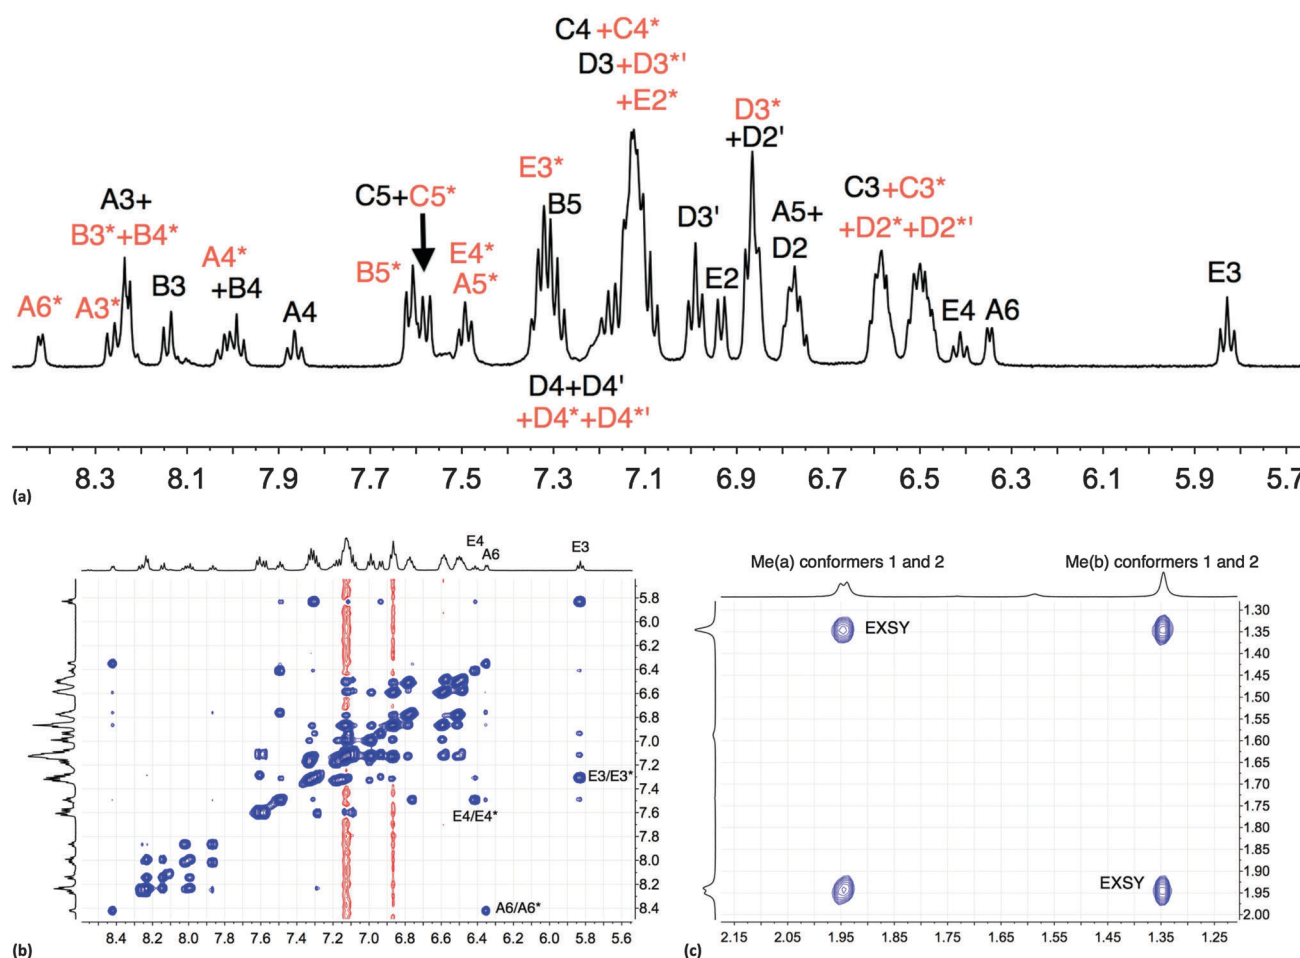 C4 +C4*
D3 +D3*'
+E2*
D3*
+D2'
A3+
B3*+B4*
A6*
A3*
B3
A4*
+B4
A4
C5+C5*
B5*
E4*
A5*
E3*
B5
D3'
E2
A5+
D2
C3 +C3*
+D2* +D2*'
E4
A6
E3
D4+D4'
+D4*+D4*'
8.3 8.1 7.9 7.7 7.5 7.3 7.1 6.9 6.7 6.5 6.3 6.1 5.9 5.7
(a)
E4
A6
E3
5.8
6.0
6.2
6.4
6.6
6.8
7.0
7.2
7.4
7.6
7.8
8.0
8.2
8.4
E3/E3*
E4/E4*
A6/A6*
8.4 8.2 8.0 7.8 7.6 7.4 7.2 7.0 6.8 6.6 6.4 6.2 6.0 5.8 5.6
(b)
Me(a) conformers 1 and 2
Me(b) conformers 1 and 2
EXSY
EXSY
1.30
1.35
1.40
1.45
1.50
1.55
1.60
1.65
1.70
1.75
1.80
1.85
1.90
1.95
2.00
2.15 2.05 1.95 1.85 1.75 1.65 1.55 1.45 1.35 1.25
(c)